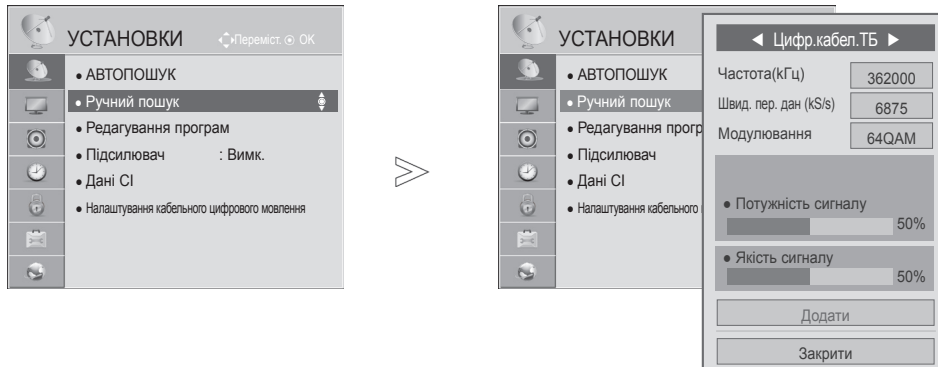 УСТАНОВКИ
Переміст. OK
• АВТОПОШУК
• Ручний пошук
• Редагування програм
• Підсилювач : Вимк.
• Дані CI
• Налаштування кабельного цифрового мовлення
УСТАНОВКИ
• АВТОПОШУК
• Ручний пошук
• Редагування прогр
• Підсилювач
• Дані CI
• Налаштування кабельного
◀ Цифр.кабел.ТБ ▶
Частота(kГц) 362000
Швид. пер. дан (kS/s) 6875
Модулювання 64QAM
• Потужність сигналу
50%
• Якість сигналу
50%
Додати
Закрити